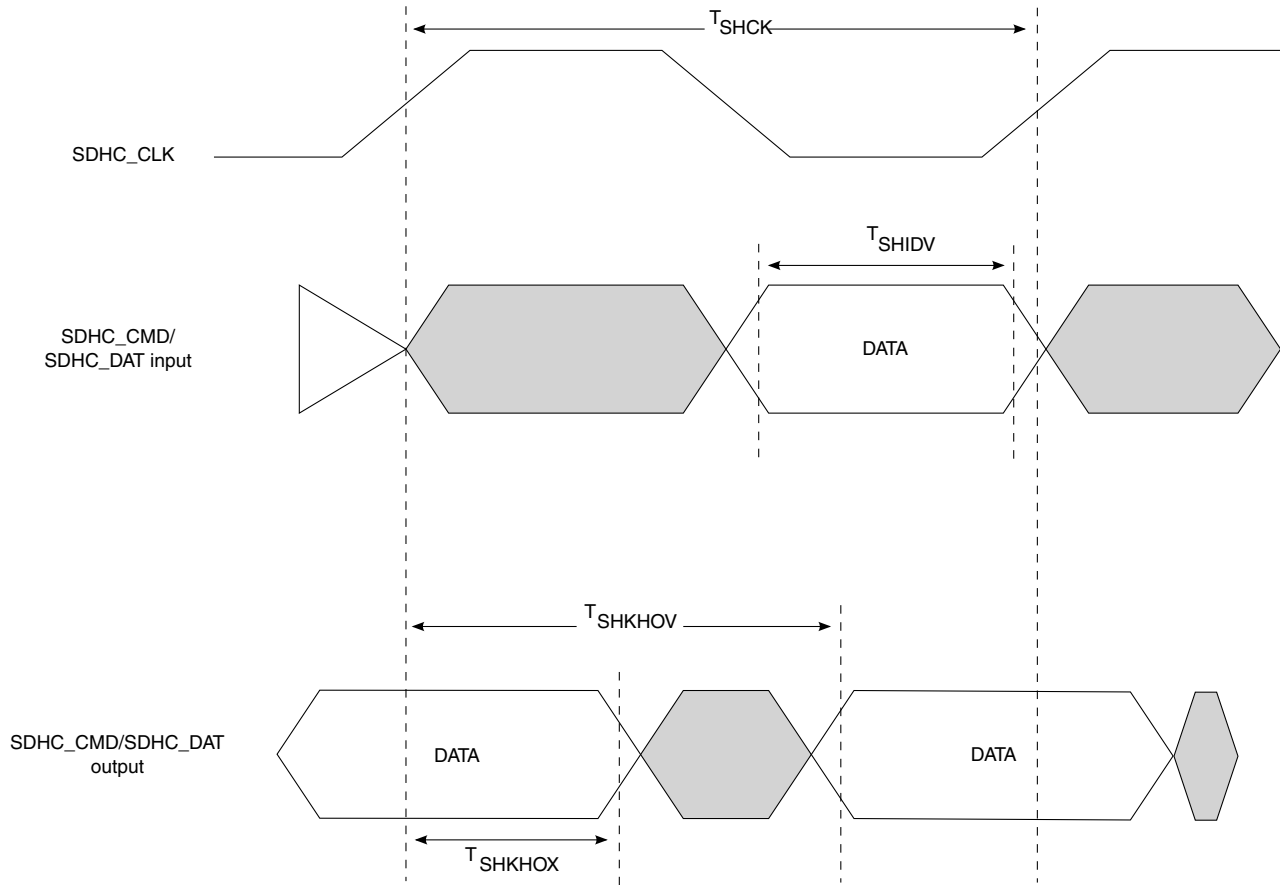 TSHCK
SDHC_CLK
TSHIDV
SDHC_CMD/
SDHC_DAT input
DATA
TSHKHOV
SDHC_CMD/SDHC_DAT
output
DATA
DATA
TSHKHOX